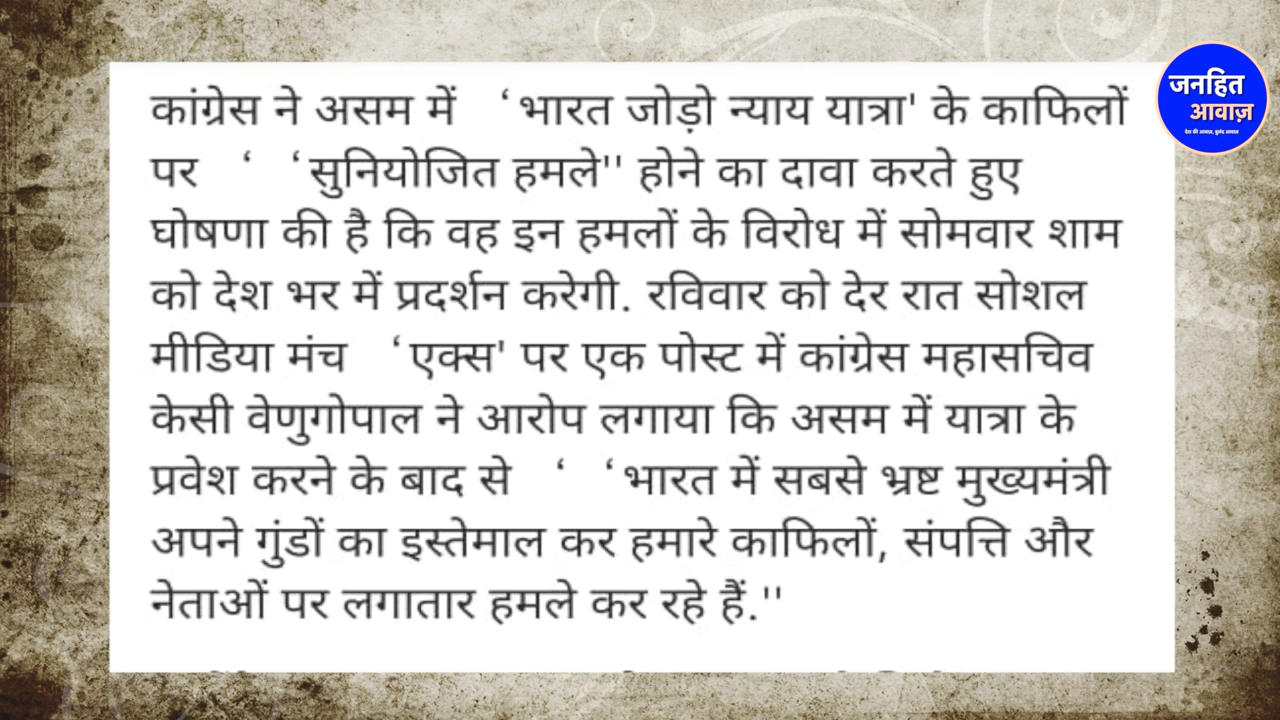 कांग्रेस ने असम में ‘भारत जोड़ो न्याय यात्रा' के काफिलों
पर ‘ ‘सुनियोजित हमले'' होने का दावा करते हुए
घोषणा की है कि वह इन हमलों के विरोध में सोमवार शाम
को देश भर में प्रदर्शन करेगी. रविवार को देर रात सोशल
मीडिया मंच ‘एक्स' पर एक पोस्ट में कांग्रेस महासचिव
केसी वेणुगोपाल ने आरोप लगाया कि असम में यात्रा के
प्रवेश करने के बाद से ‘ ‘भारत में सबसे भ्रष्ट मुख्यमंत्री
अपने गुंडों का इस्तेमाल कर हमारे काफिलों, संपत्ति और
नेताओं पर लगातार हमले कर रहे हैं.''
जनहित
आवाज़
देश की आवाज़, बुलंद आवाज़